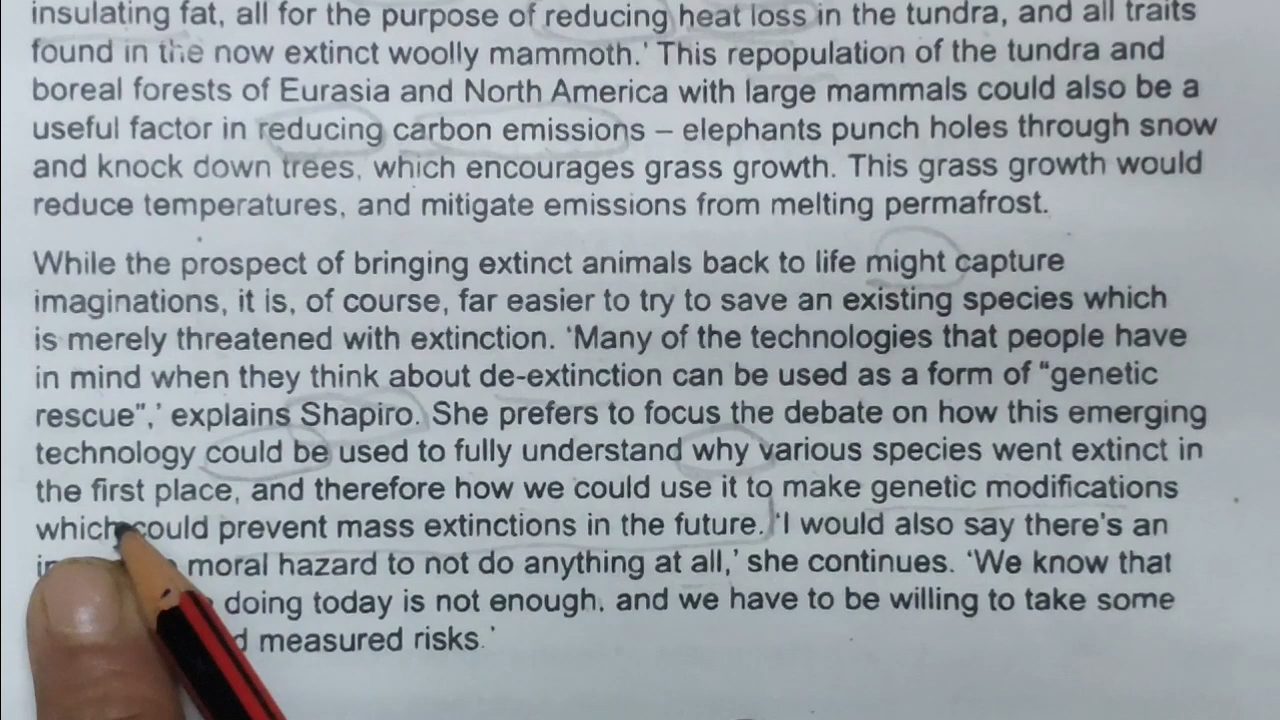 insulating fat, all for the purpose of reducing heat loss in the tundra, and all traits
found in the now extinct woolly mammoth.' This repopulation of the tundra and
boreal forests of Eurasia and North America with large mammals could also be a
useful factor in reducing carbon emissions – elephants punch holes through snow
and knock down trees, which encourages grass growth. This grass growth would
reduce temperatures, and mitigate emissions from melting permafrost.
While the prospect of bringing extinct animals back to life might capture
imaginations, it is, of course, far easier to try to save an existing species which
is merely threatened with extinction. 'Many of the technologies that people have
in mind when they think about de-extinction can be used as a form of "genetic
rescue",' explains Shapiro. She prefers to focus the debate on how this emerging
technology could be used to fully understand why various species went extinct in
the first place, and therefore how we could use it to make genetic modifications
which could prevent mass extinctions in the future. 'I would also say there's an
moral hazard to not do anything at all,' she continues. 'We know that
doing today is not enough, and we have to be willing to take some
measured risks.'